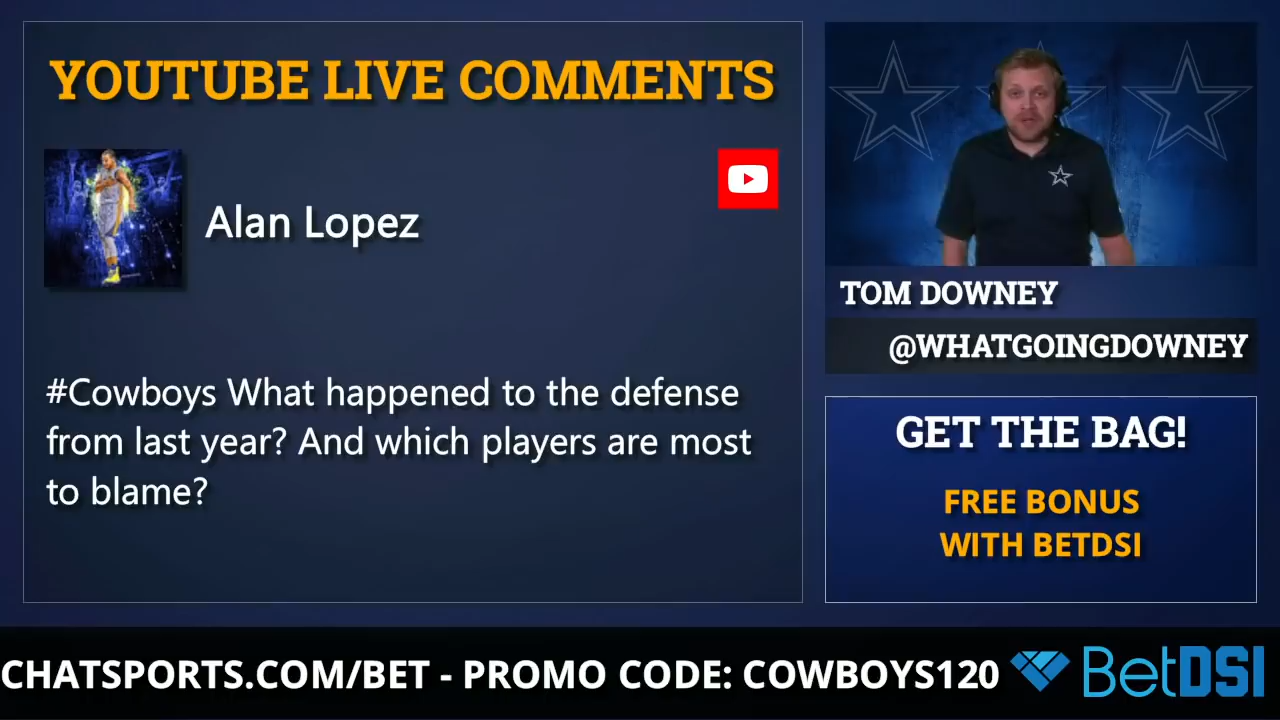 YOUTUBE LIVE COMMENTS
Alan Lopez
#Cowboys What happened to the defense
from last year? And which players are most
to blame?
TOM DOWNEY
@WHATGOINGDOWNEY
GET THE BAG!
FREE BONUS
WITH BETDSI
CHATSPORTS.COM/BET - PROMO CODE: COWBOYS120
BetDSI